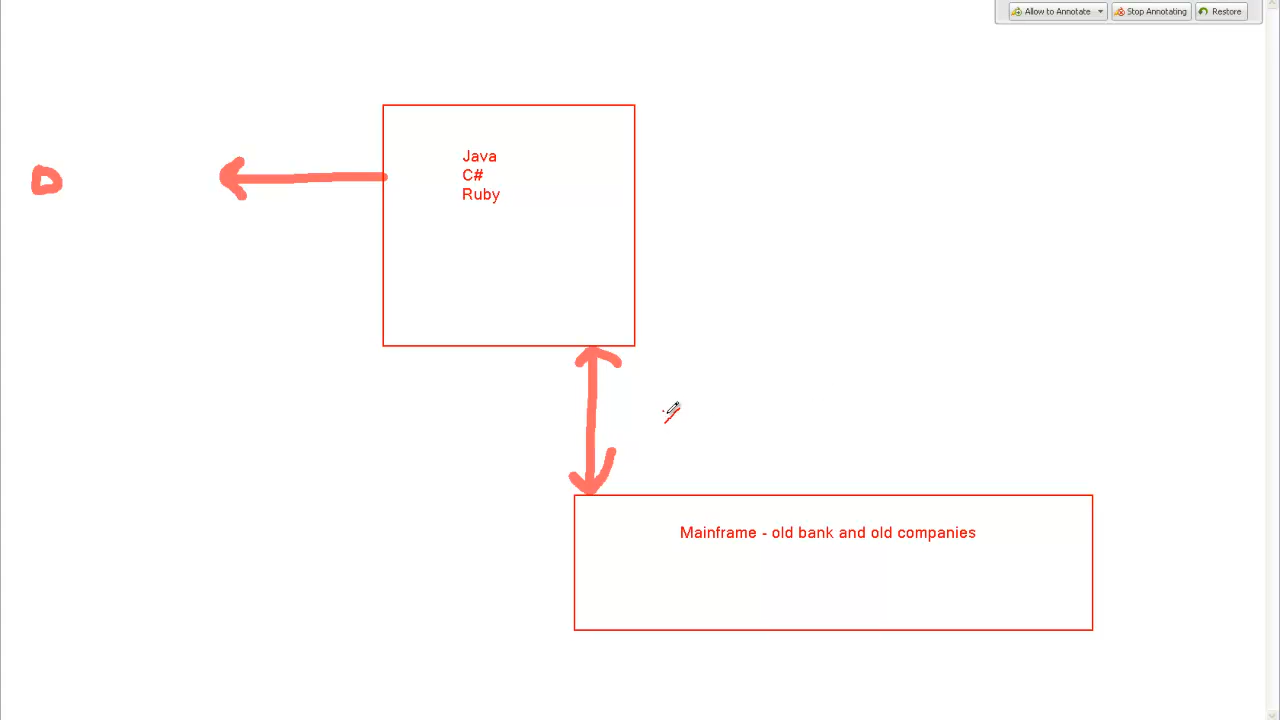 Allow to Annotate
Stop Annotating
Restore
Java
C#
Ruby
Mainframe - old bank and old companies